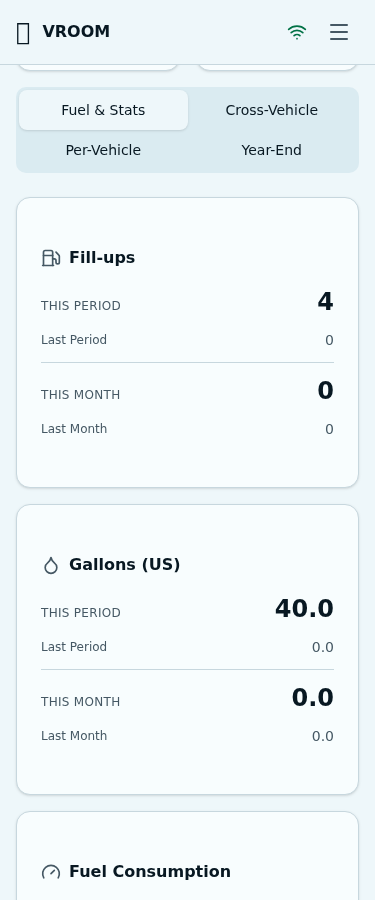 VROOM
Fuel & Stats
Cross-Vehicle
Per-Vehicle
Year-End
Fill-ups
THIS PERIOD 4
Last Period 0
THIS MONTH 0
Last Month 0
Gallons (US)
THIS PERIOD 40.0
Last Period 0.0
THIS MONTH 0.0
Last Month 0.0
Fuel Consumption